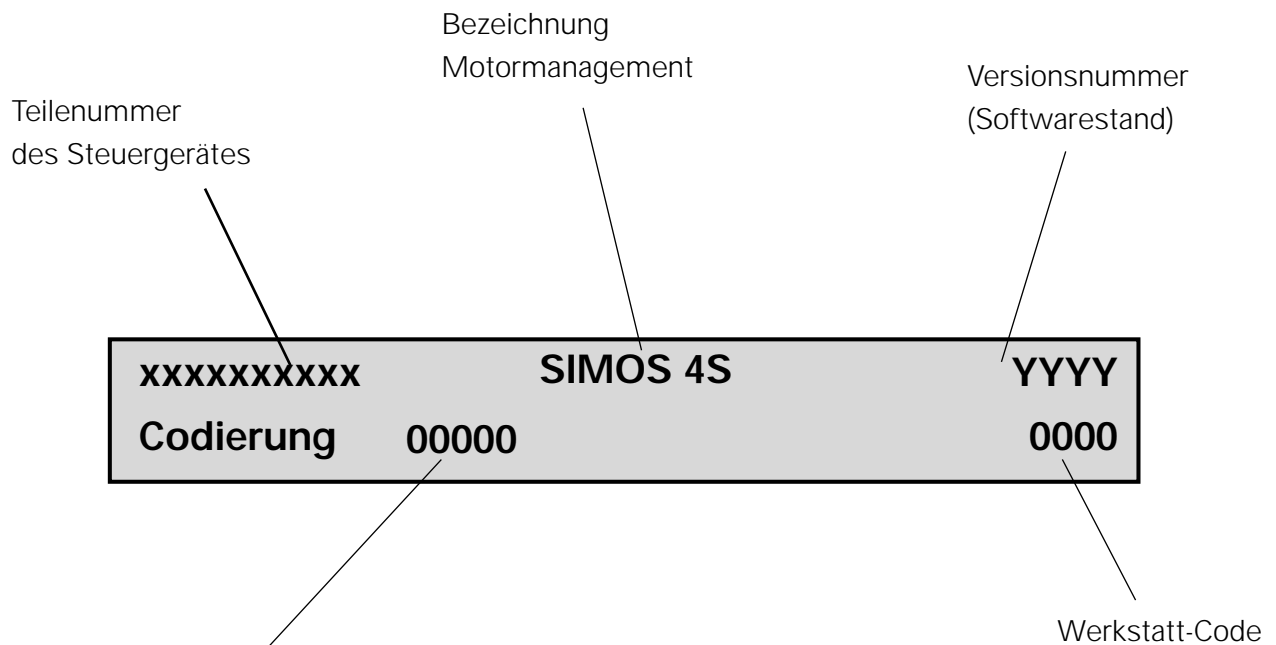 Bezeichnung
Motormanagement
Versionsnummer
(Softwarestand)
Teilenummer
des Steuergerätes
xxxxxxxxxx SIMOS 4S YYYY
Codierung 00000 0000
Werkstatt-Code